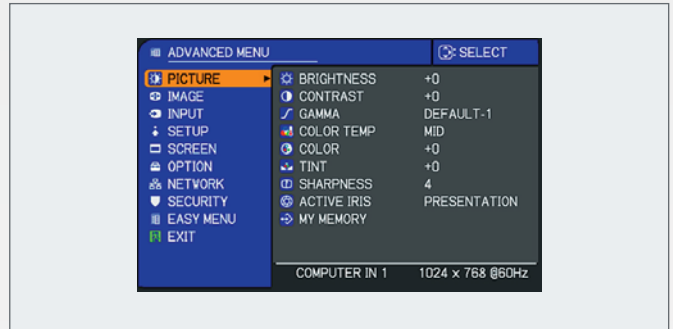 ADVANCED MENU
: SELECT
PICTURE
IMAGE
INPUT
SETUP
SCREEN
OPTION
NETWORK
SECURITY
EASY MENU
EXIT
BRIGHTNESS +0
CONTRAST +0
GAMMA DEFAULT-1
COLOR TEMP MID
COLOR +0
TINT +0
SHARPNESS 4
ACTIVE IRIS PRESENTATION
MY MEMORY
COMPUTER IN 1 1024 x 768 @60Hz